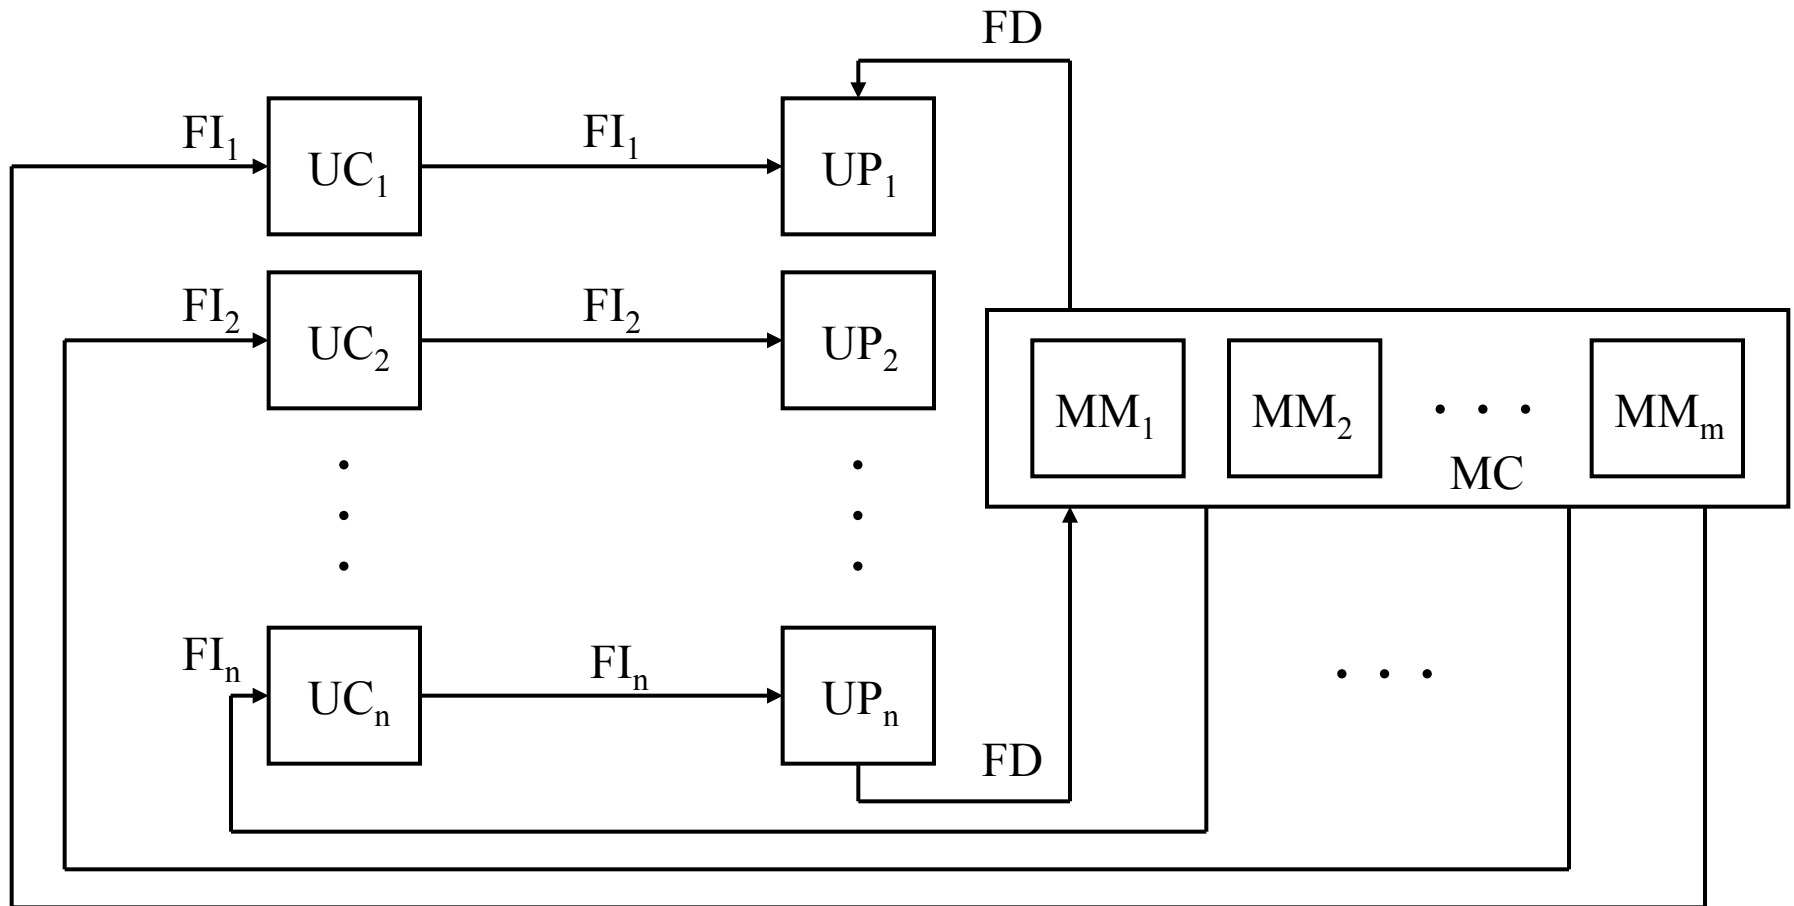 FD
FI₁ FI₁
UC₁ UP₁
FI₂ FI₂
UC₂ UP₂
MM₁ MM₂ . . . MMₘ
MC
FIₙ FIₙ
UCₙ UPₙ
FD